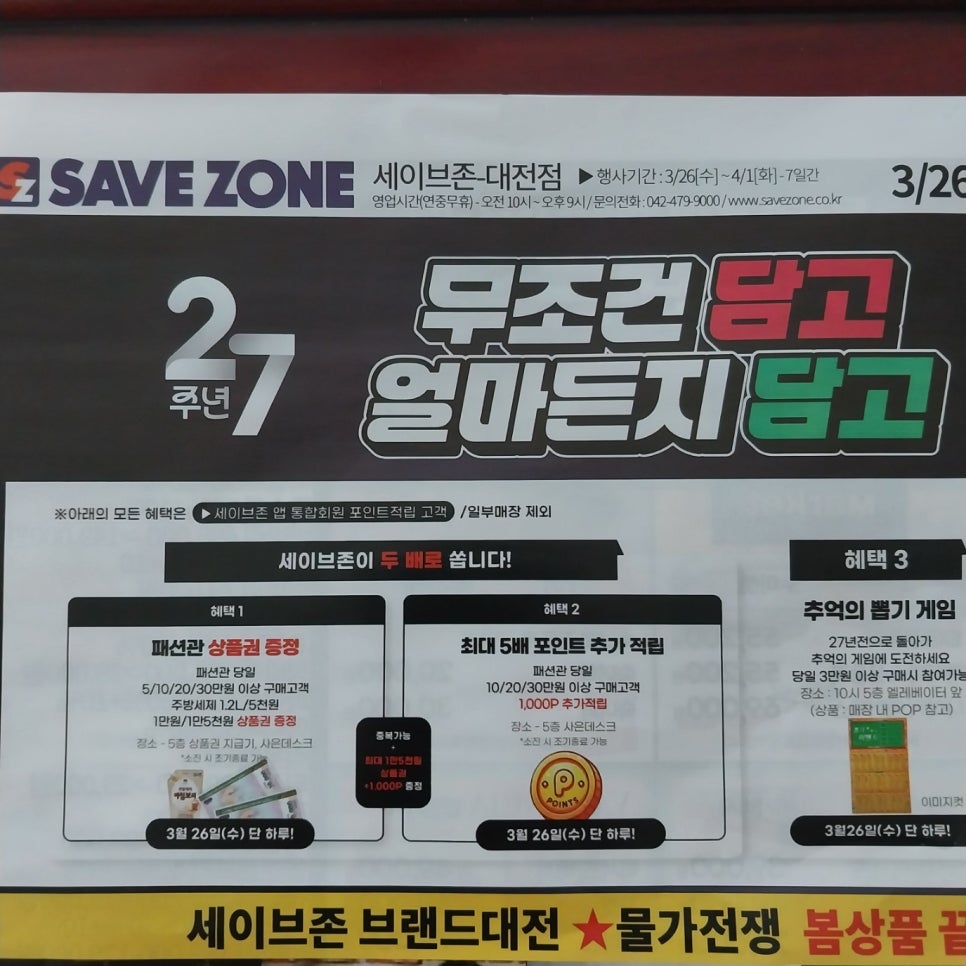 SZ SAVE ZONE 세이브존-대전점 ▶행사기간 : 3/26[수] ~ 4/1[화] - 7일간
영업시간(연중무휴) - 오전 10시 ~ 오후 9시 / 문의전화 : 042-479-9000 / www.savezone.co.kr
3/26
27주년
무조건 담고
얼마든지 담고
※아래의 모든 혜택은 ▶세이브존 앱 통합회원 포인트적립 고객 /일부매장 제외
세이브존이 두 배로 쏩니다!
혜택 1
패션관 상품권 증정
패션관 당일
5/10/20/30만원 이상 구매고객
주방세제 1.2L/5천원
1만원/1만5천원 상품권 증정
장소 - 5층 상품권 지급기, 사은데스크
*소진 시 조기종료 가능
3월 26일(수) 단 하루!
중복가능
+
최대 1만5천원
상품권
+1,000P 증정
혜택 2
최대 5배 포인트 추가 적립
패션관 당일
10/20/30만원 이상 구매고객
1,000P 추가적립
장소 - 5층 사은데스크
*소진 시 조기종료 가능
P
POINTS
3월 26일(수) 단 하루!
혜택 3
추억의 뽑기 게임
27년전으로 돌아가
추억의 게임에 도전하세요
당일 3만원 이상 구매시 참여가능
장소 : 10시 5층 엘레베이터 앞
(상품 : 매장 내 POP 참고)
이미지컷
3월26일(수) 단 하루!
세이브존 브랜드대전 ★물가전쟁 봄상품 끝